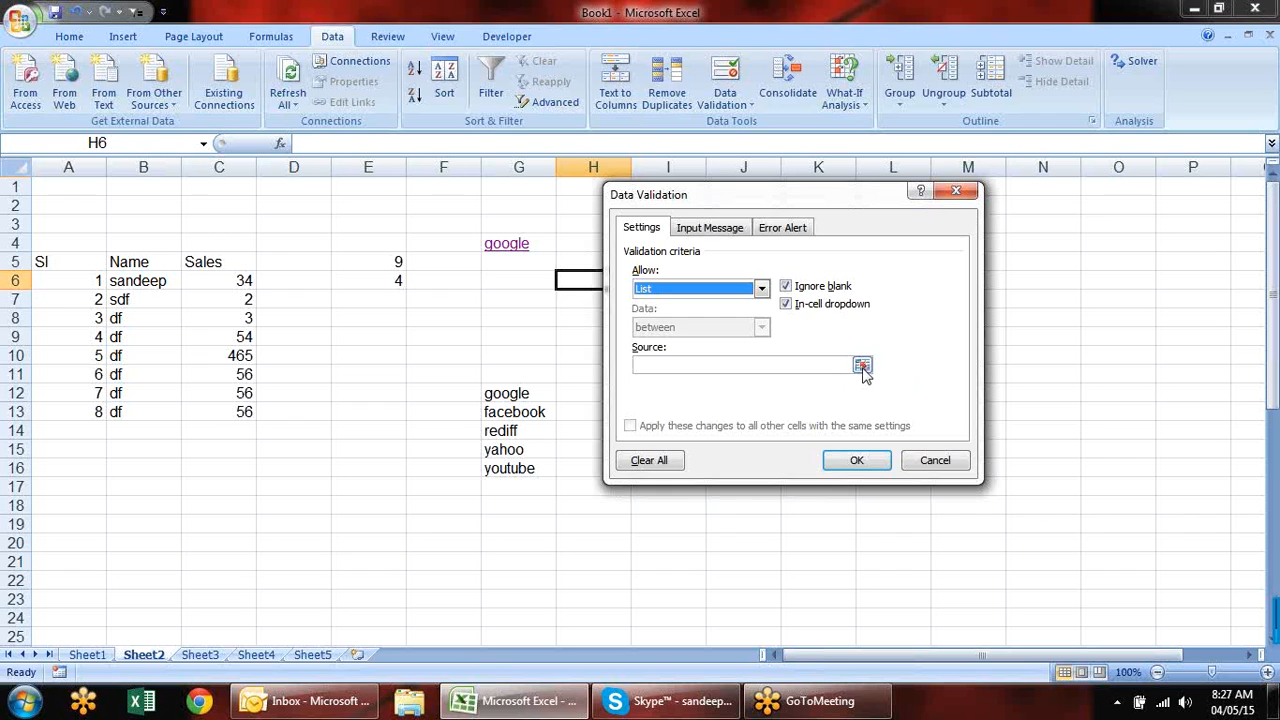 Book1 - Microsoft Excel
Home Insert Page Layout Formulas Data Review View Developer
From Access
From Web
From Text
From Other Sources
Existing Connections
Get External Data
Refresh All
Connections
Properties
Edit Links
Connections
Sort
Filter
Clear
Reapply
Advanced
Sort & Filter
Text to Columns
Remove Duplicates
Data Validation
Consolidate
What-If Analysis
Data Tools
Group
Ungroup
Subtotal
Show Detail
Hide Detail
Outline
Solver
Analysis
H6 fx
A B C D E F G H I J K L M N O P
1
2
3
4 google
5 Sl Name Sales 9
6 1 sandeep 34 4
7 2 sdf 2
8 3 df 3
9 4 df 54
10 5 df 465
11 6 df 56
12 7 df 56 google
13 8 df 56 facebook
14 rediff
15 yahoo
16 youtube
17
18
19
20
21
22
23
24
25
Data Validation
Settings Input Message Error Alert
Validation criteria
Allow:
List
Ignore blank
In-cell dropdown
Data:
between
Source:
Apply these changes to all other cells with the same settings
Clear All OK Cancel
Sheet1 Sheet2 Sheet3 Sheet4 Sheet5
Ready 100%
Inbox - Microsoft ...
Microsoft Excel - ...
Skype™ - sandeep...
GoToMeeting
8:27 AM
04/05/15